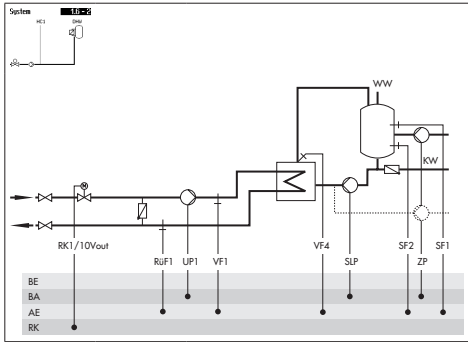 System 1.6 - 2
HC1 DHW
WW
KW
M
RK1/10Vout RüF1 UP1 VF1 VF4 SLP SF2 ZP SF1
BE
BA
AE
RK